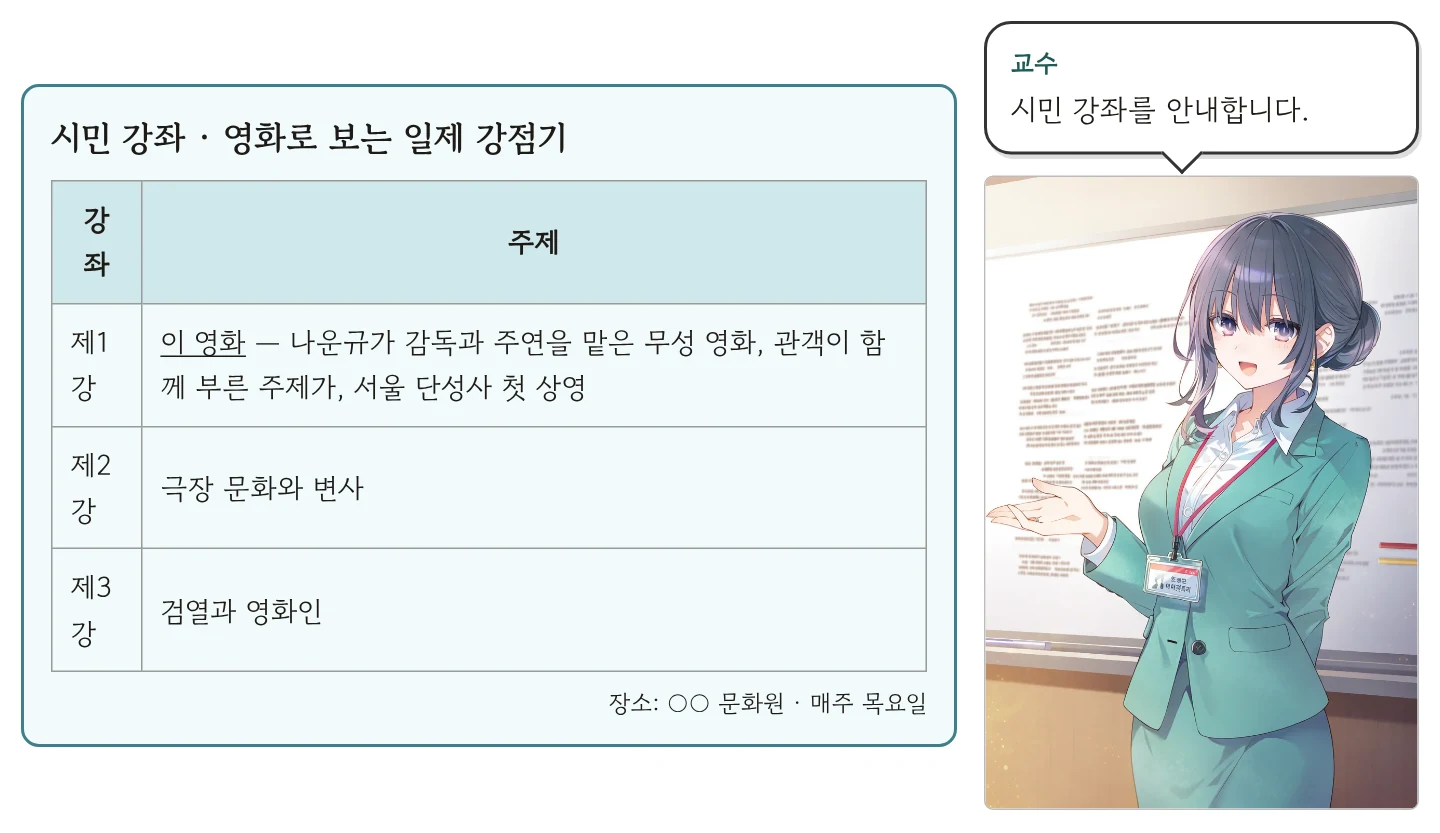 시민 강좌 · 영화로 보는 일제 강점기
강
좌
주제
제1
강
이 영화 — 나운규가 감독과 주연을 맡은 무성 영화, 관객이 함
께 부른 주제가, 서울 단성사 첫 상영
제2
강
극장 문화와 변사
제3
강
검열과 영화인
장소: ○○ 문화원 · 매주 목요일
교수
시민 강좌를 안내합니다.